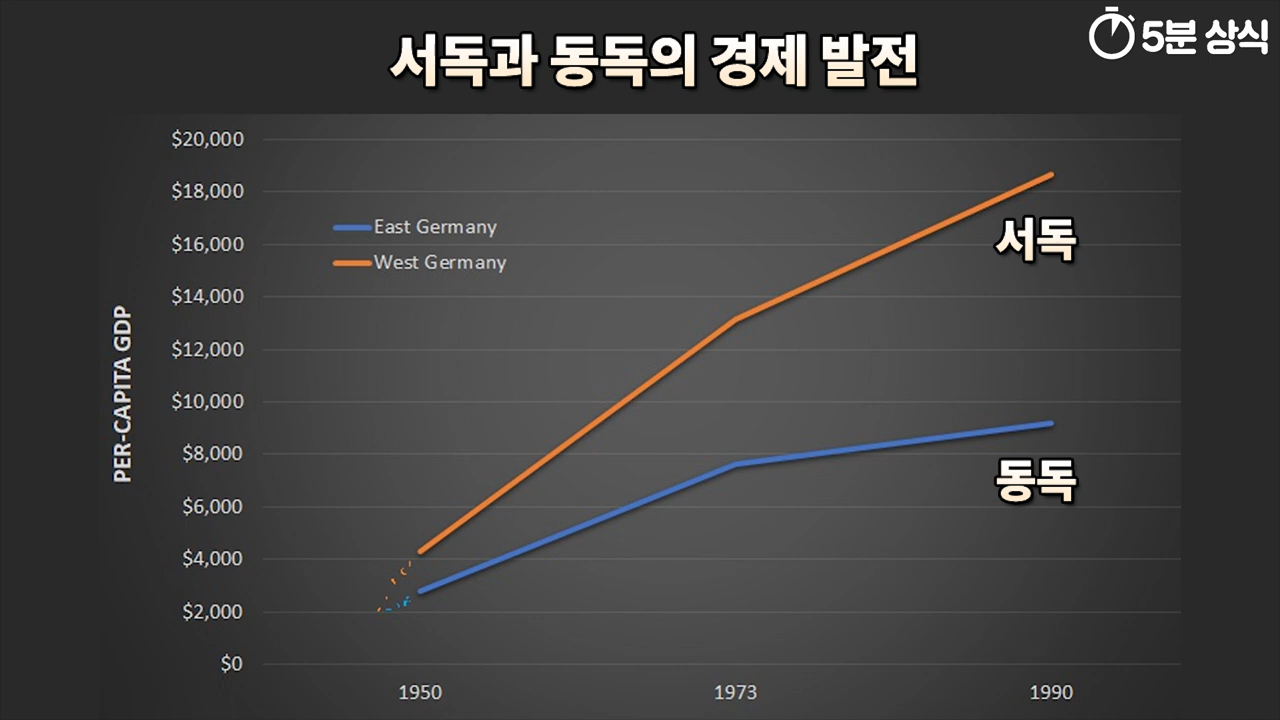 서독과 동독의 경제 발전
5분 상식
$20,000
$18,000
$16,000
$14,000
$12,000
$10,000
$8,000
$6,000
$4,000
$2,000
$0
PER-CAPITA GDP
East Germany
West Germany
서독
동독
1950
1973
1990